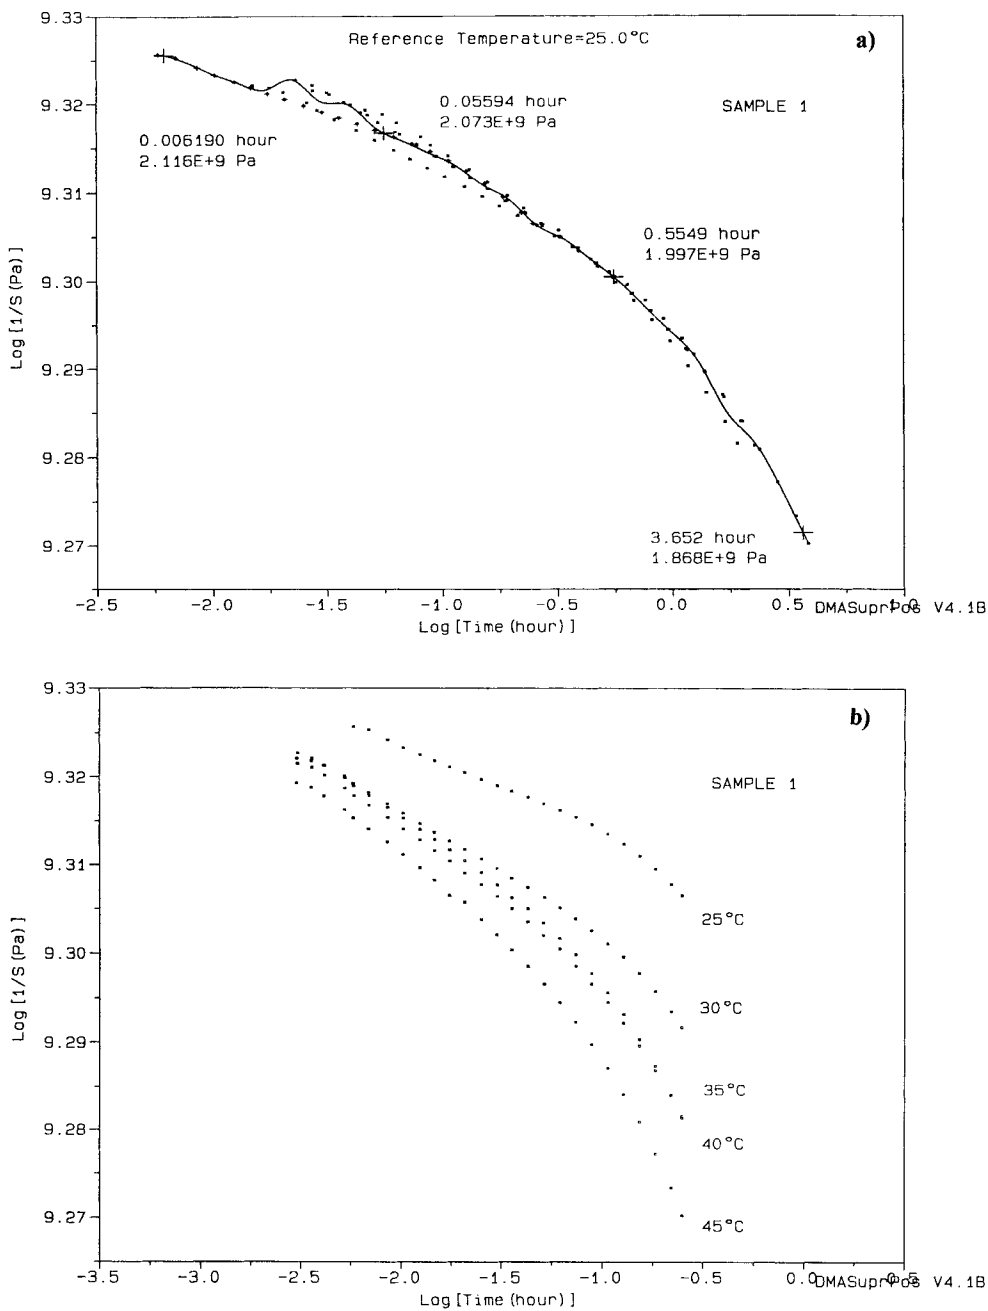 9.33
Reference Temperature=25.0°C
a)
9.32
0.05594 hour
2.073E+9 Pa
SAMPLE 1
0.006190 hour
2.116E+9 Pa
9.31
0.5549 hour
1.997E+9 Pa
Log[1/S(Pa)]
9.30
9.29
9.28
3.652 hour
1.868E+9 Pa
9.27
-2.5 -2.0 -1.5 -1.0 -0.5 0.0 0.5 1.0
DMASuprPos V4.1B
Log[Time(hour)]
9.33
b)
9.32
SAMPLE 1
9.31
25°C
Log[1/S(Pa)]
9.30
30°C
9.29
35°C
9.28
40°C
9.27
45°C
-3.5 -3.0 -2.5 -2.0 -1.5 -1.0 -0.5 0.0 0.5
DMASuprPos V4.1B
Log[Time(hour)]